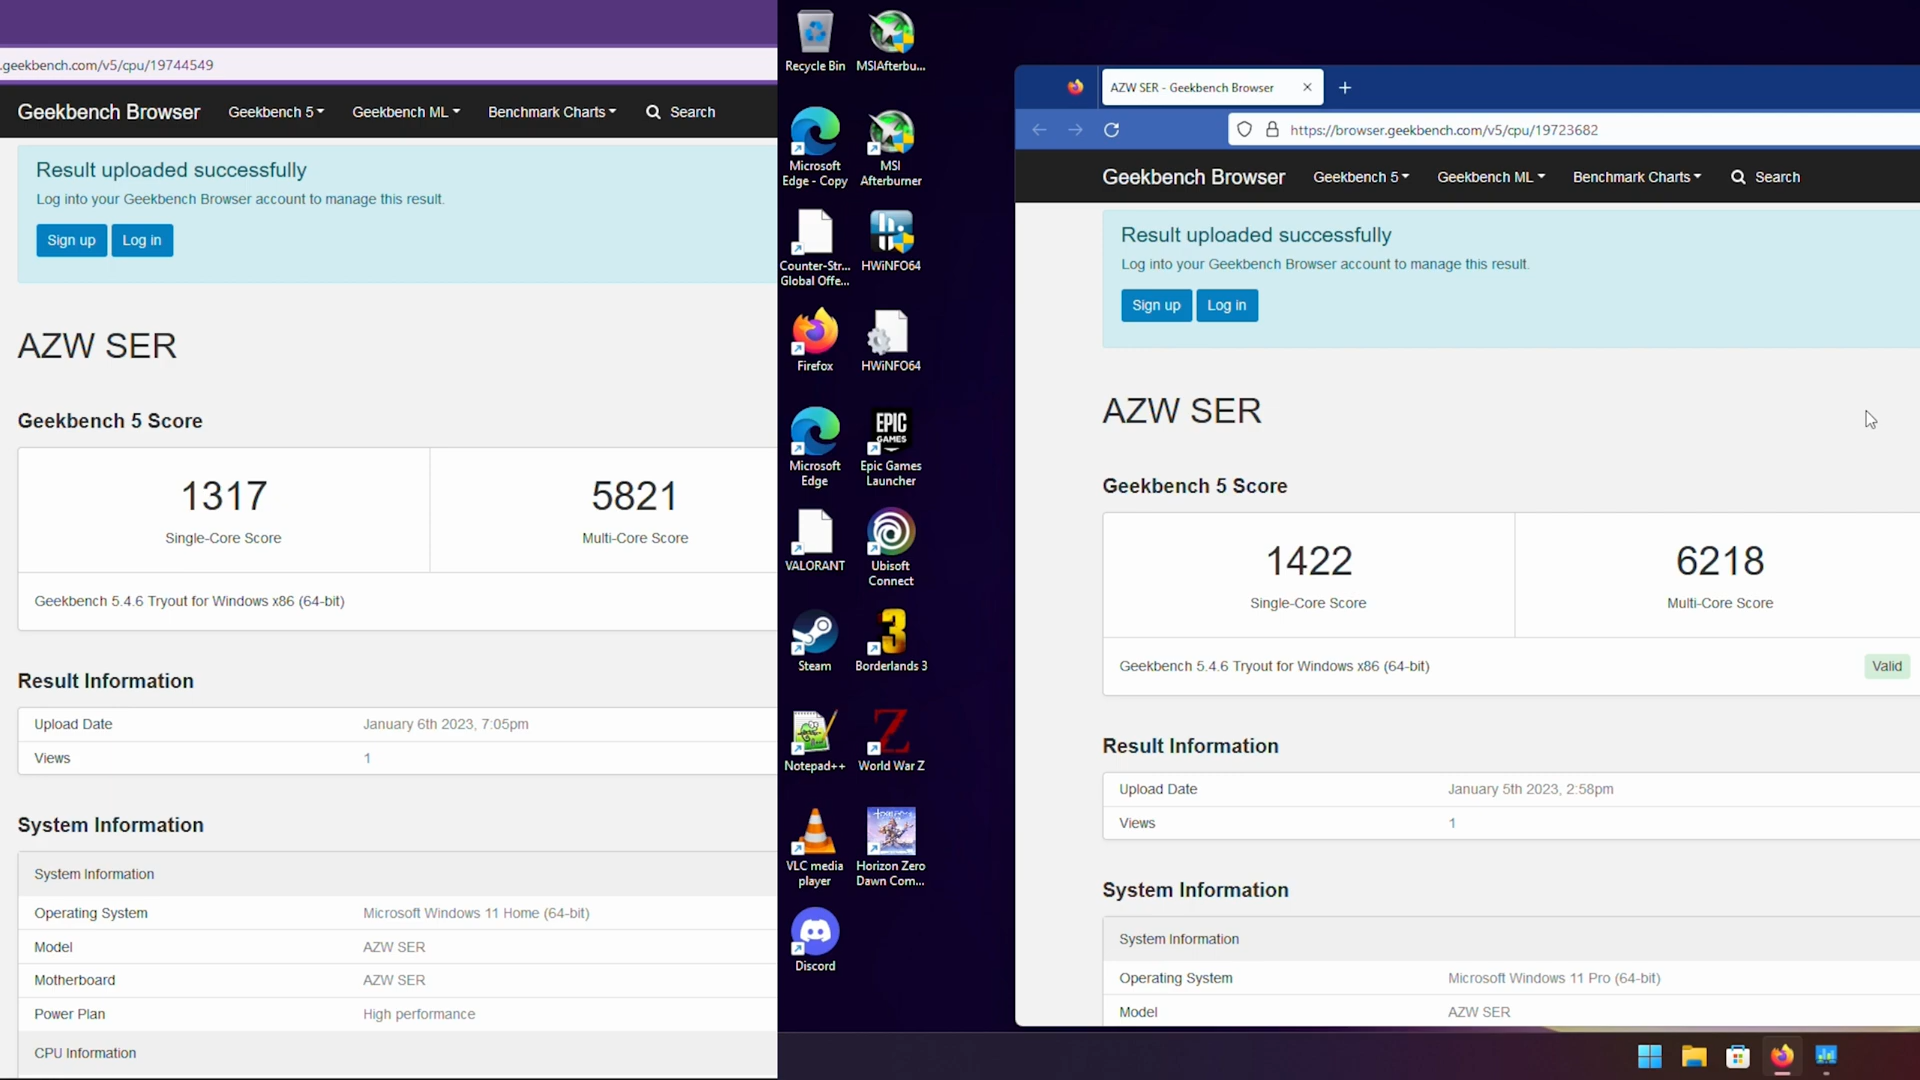 .geekbench.com/v5/cpu/19744549
Geekbench Browser Geekbench 5 Geekbench ML Benchmark Charts Search
Result uploaded successfully
Log into your Geekbench Browser account to manage this result.
Sign up Log in
AZW SER
Geekbench 5 Score
1317 5821
Single-Core Score Multi-Core Score
Geekbench 5.4.6 Tryout for Windows x86 (64-bit)
Result Information
Upload Date January 6th 2023, 7:05pm
Views 1
System Information
System Information
Operating System Microsoft Windows 11 Home (64-bit)
Model AZW SER
Motherboard AZW SER
Power Plan High performance
CPU Information
Recycle Bin MSIAfterbu...
Microsoft Edge - Copy
MSI Afterburner
Counter-Str... Global Offe...
HWiNFO64
Firefox HWiNFO64
Microsoft Edge
EPIC GAMES
Epic Games Launcher
VALORANT
Ubisoft Connect
Steam
3
Borderlands 3
Notepad++
Z
World War Z
VLC media player
Horizon Zero Dawn Com...
Discord
AZW SER - Geekbench Browser
https://browser.geekbench.com/v5/cpu/19723682
Geekbench Browser Geekbench 5 Geekbench ML Benchmark Charts Search
Result uploaded successfully
Log into your Geekbench Browser account to manage this result.
Sign up Log in
AZW SER
Geekbench 5 Score
1422 6218
Single-Core Score Multi-Core Score
Geekbench 5.4.6 Tryout for Windows x86 (64-bit) Valid
Result Information
Upload Date January 5th 2023, 2:58pm
Views 1
System Information
System Information
Operating System Microsoft Windows 11 Pro (64-bit)
Model AZW SER